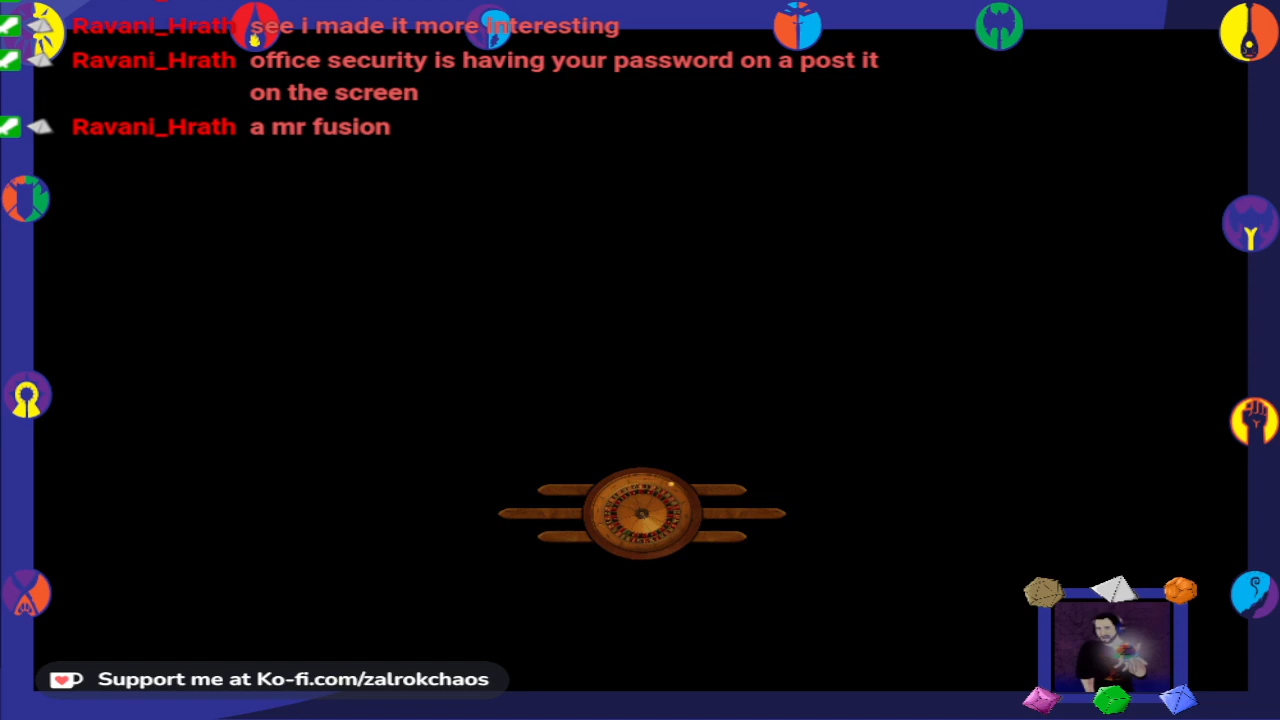 Ravani_Hrath see i made it more interesting
Ravani_Hrath office security is having your password on a post it
on the screen
Ravani_Hrath a mr fusion
Support me at Ko-fi.com/zalrokchaos